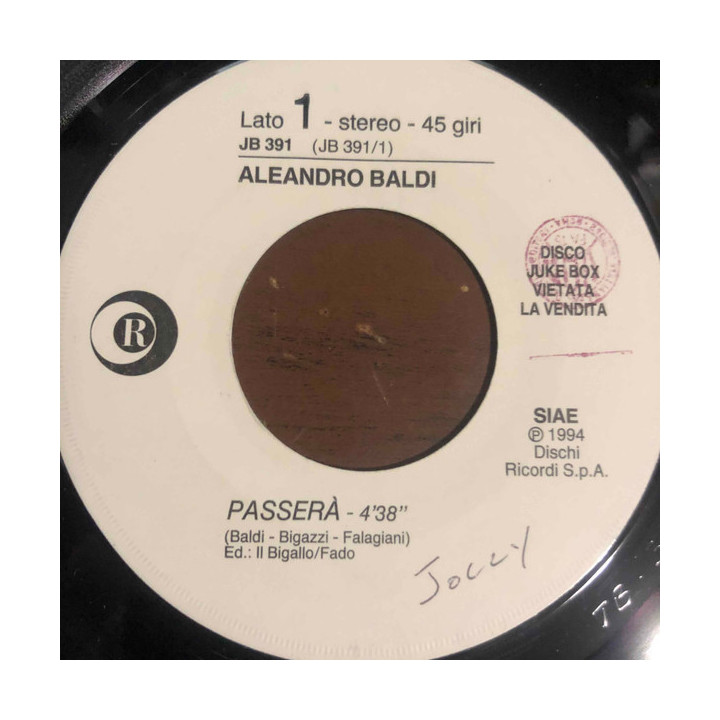 Lato 1 - stereo - 45 giri
JB 391 (JB 391/1)
ALEANDRO BALDI
DISCO
JUKE BOX
VIETATA
LA VENDITA
R
SIAE
℗ 1994
Dischi
Ricordi S.p.A.
PASSERÀ - 4'38"
(Baldi - Bigazzi - Falagiani)
Ed.: Il Bigallo/Fado
JOLLY